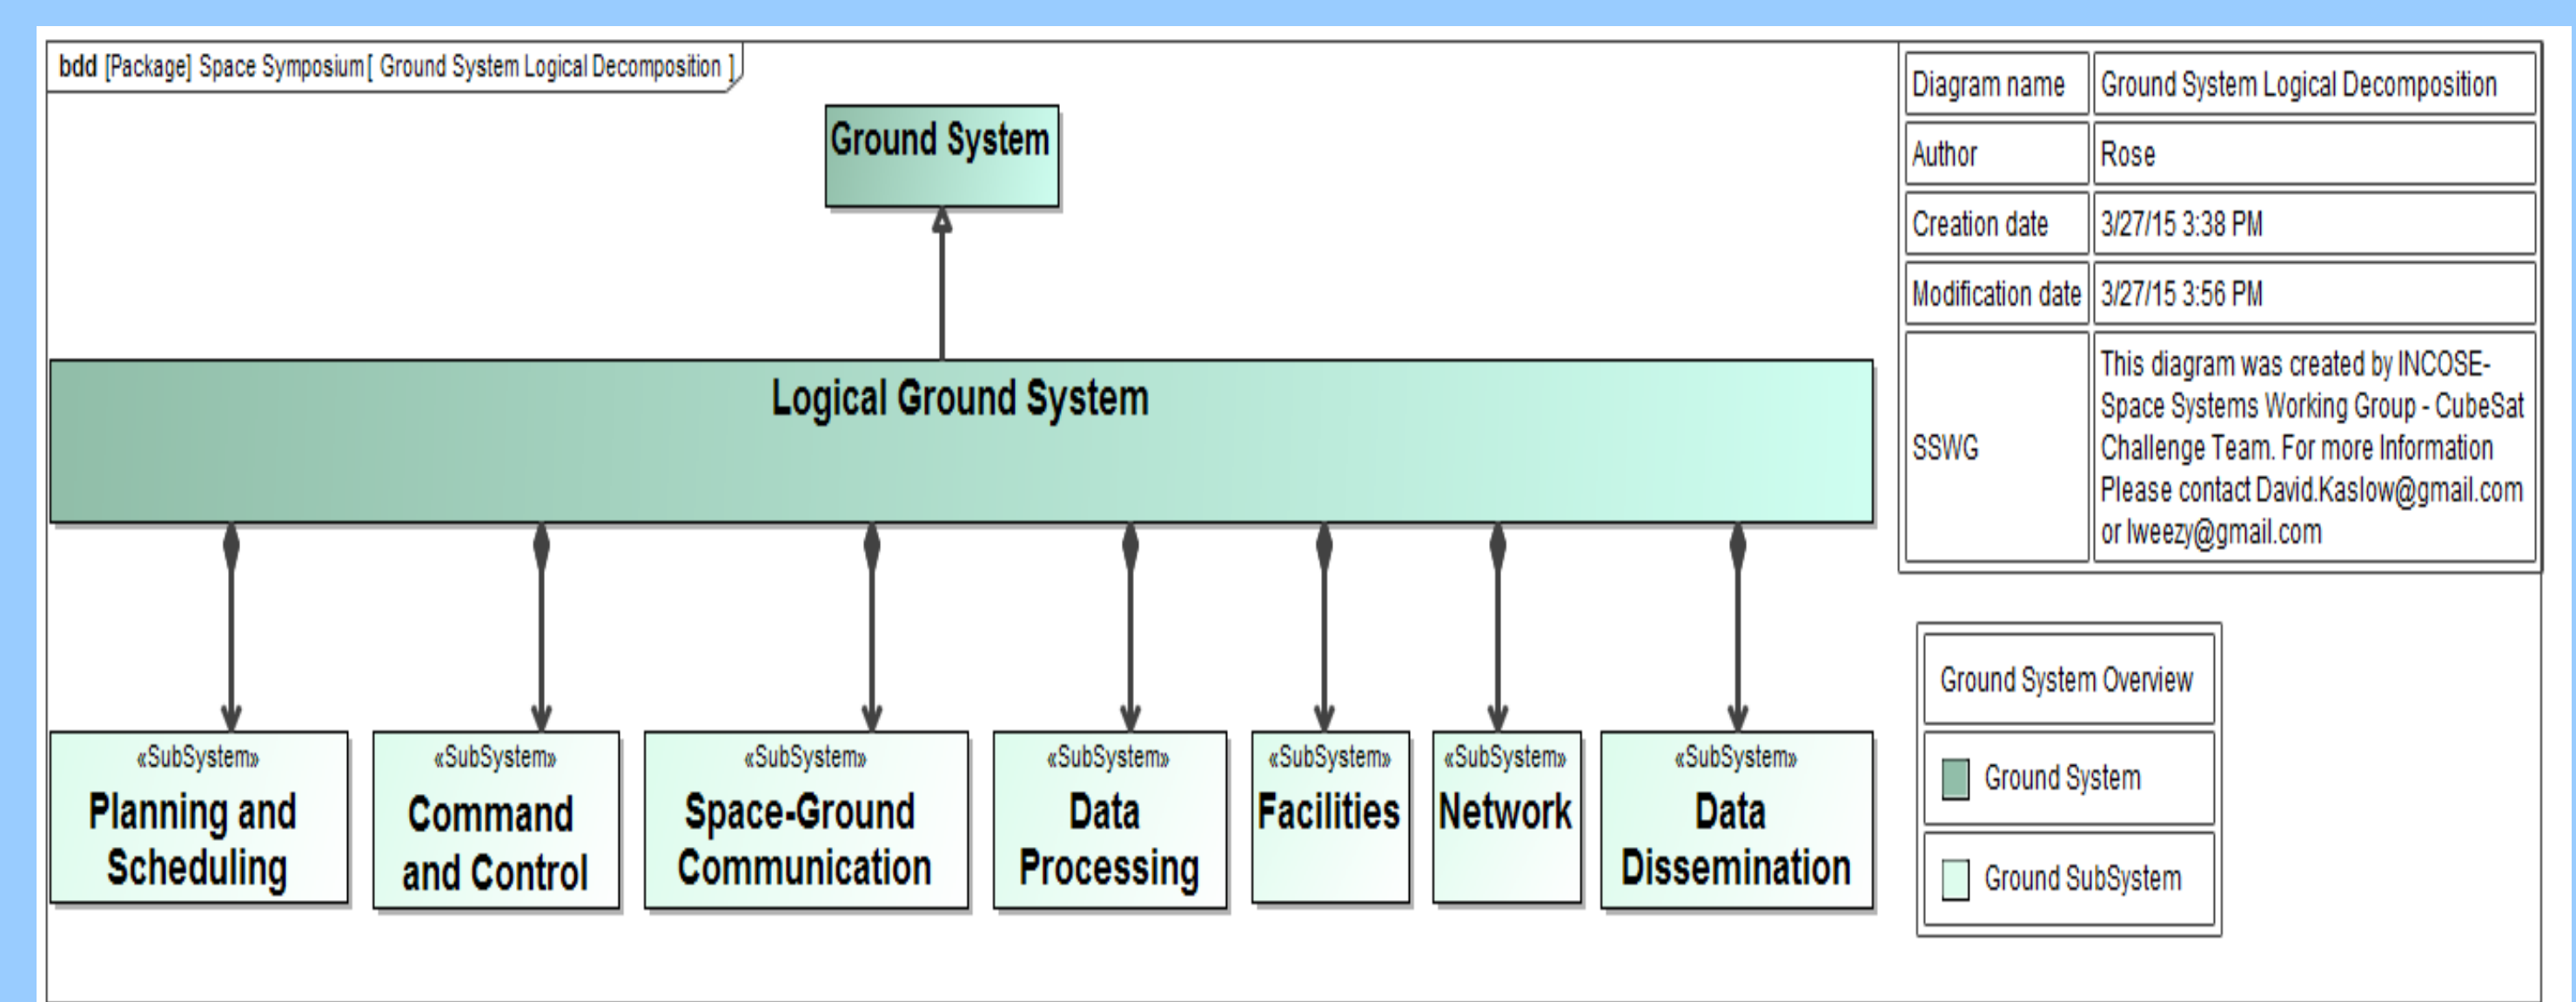 bdd [Package] Space Symposium[ Ground System Logical Decomposition ]
Ground System
Logical Ground System
«SubSystem»
Planning and
Scheduling
«SubSystem»
Command
and Control
«SubSystem»
Space-Ground
Communication
«SubSystem»
Data
Processing
«SubSystem»
Facilities
«SubSystem»
Network
«SubSystem»
Data
Dissemination
Diagram name
Ground System Logical Decomposition
Author
Rose
Creation date
3/27/15 3:38 PM
Modification date
3/27/15 3:56 PM
SSWG
This diagram was created by INCOSE-
Space Systems Working Group - CubeSat
Challenge Team. For more Information
Please contact David.Kaslow@gmail.com
or lweezy@gmail.com
Ground System Overview
Ground System
Ground SubSystem